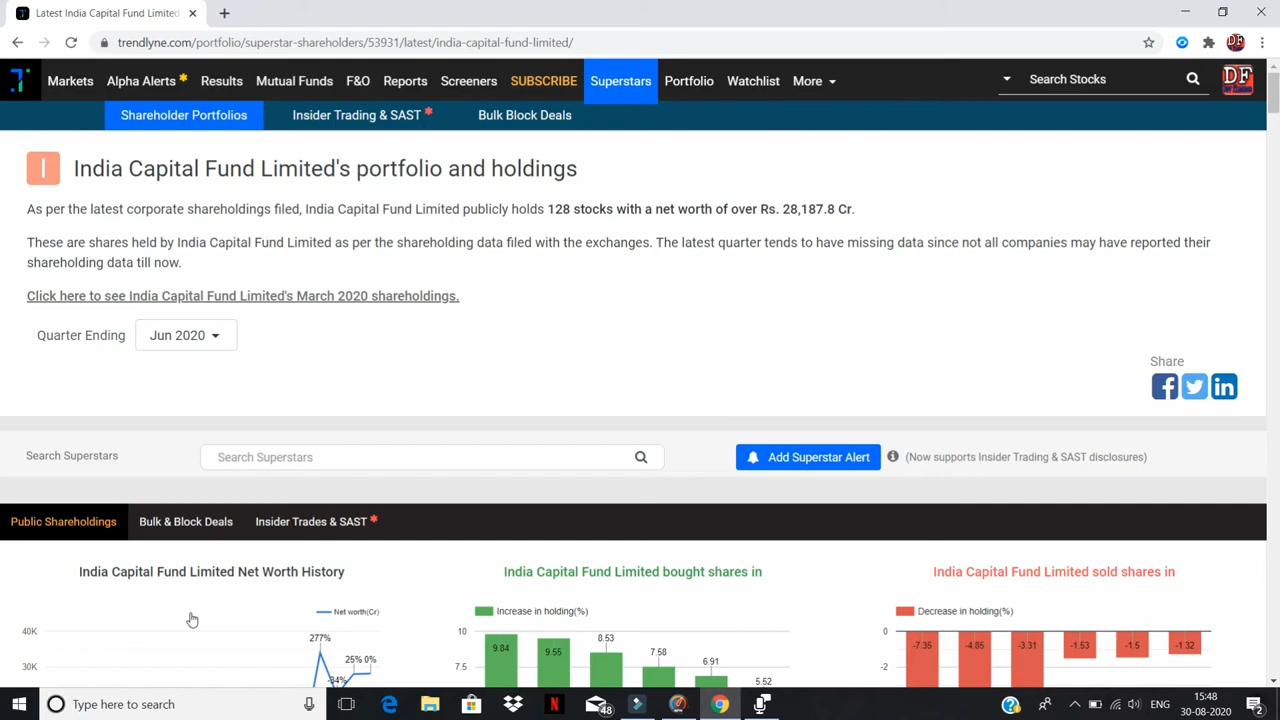 Latest India Capital Fund Limited
trendlyne.com/portfolio/superstar-shareholders/53931/latest/india-capital-fund-limited/
DF
Markets Alpha Alerts Results Mutual Funds F&O Reports Screeners SUBSCRIBE Superstars Portfolio Watchlist More Search Stocks DF
Shareholder Portfolios Insider Trading & SAST * Bulk Block Deals
I India Capital Fund Limited's portfolio and holdings
As per the latest corporate shareholdings filed, India Capital Fund Limited publicly holds 128 stocks with a net worth of over Rs. 28,187.8 Cr.
These are shares held by India Capital Fund Limited as per the shareholding data filed with the exchanges. The latest quarter tends to have missing data since not all companies may have reported their
shareholding data till now.
Click here to see India Capital Fund Limited's March 2020 shareholdings.
Quarter Ending Jun 2020
Share
f in
Search Superstars Search Superstars Add Superstar Alert (Now supports Insider Trading & SAST disclosures)
Public Shareholdings Bulk & Block Deals Insider Trades & SAST *
India Capital Fund Limited Net Worth History India Capital Fund Limited bought shares in India Capital Fund Limited sold shares in
Net worth(Cr) Increase in holding(%) Decrease in holding(%)
40K 277% 10 9.84 9.55 8.53 7.58 6.91 5.52 0 -7.35 -4.85 -3.31 -1.53 -1.5 -1.32
30K -34% 25% 0% 7.5 -2
Type here to search 48 ENG 15:48
30-08-2020 2